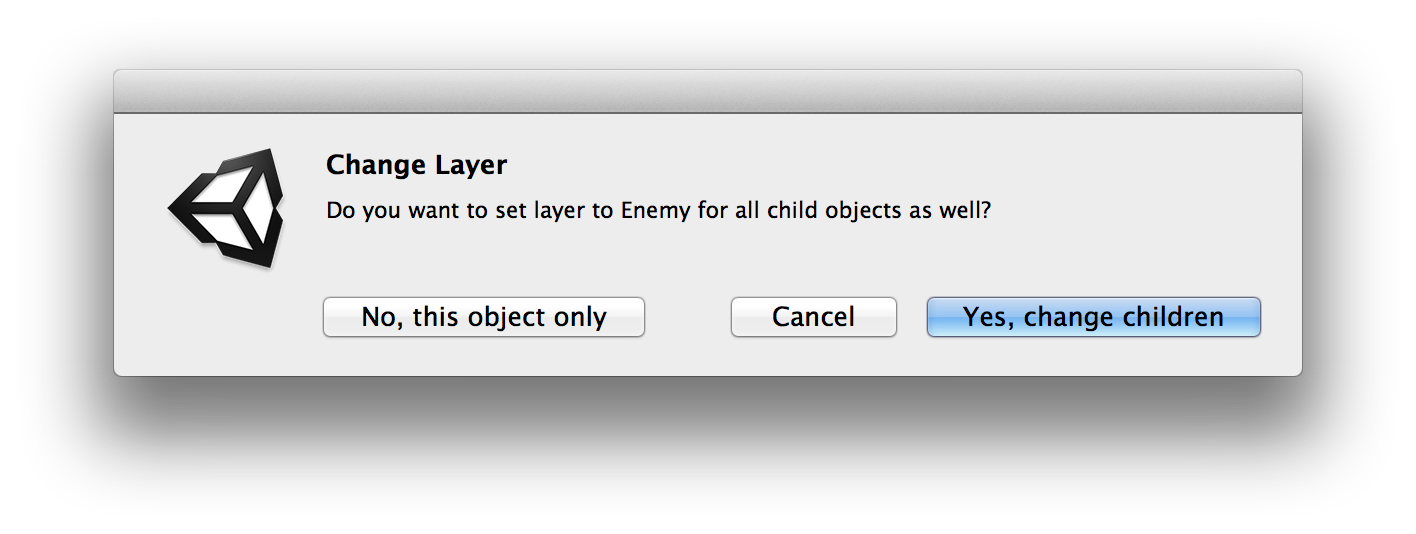 Change Layer
Do you want to set layer to Enemy for all child objects as well?
No, this object only
Cancel
Yes, change children